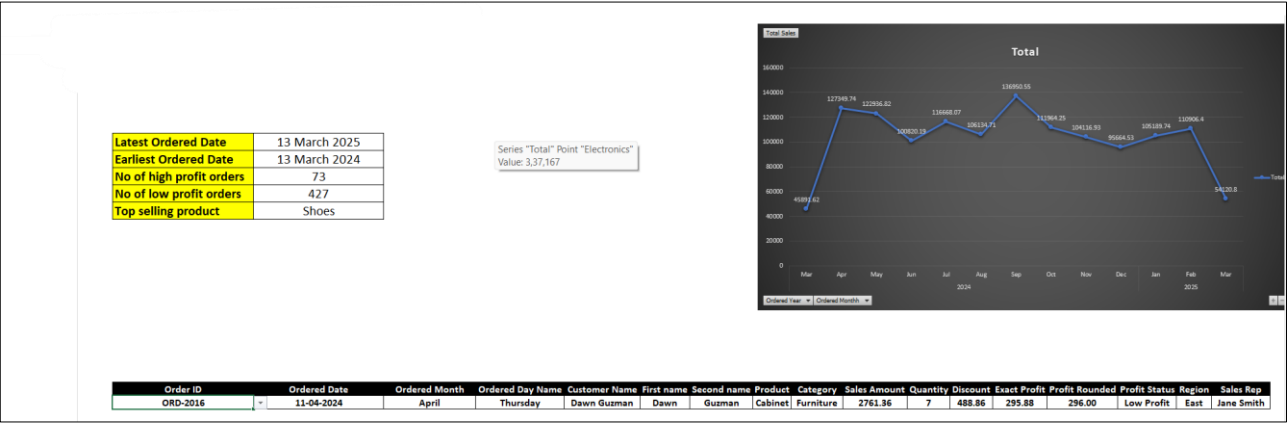 Total Sales
Total
160000
140000
120000
100000
80000
60000
40000
20000
0
45891.62
127349.74
122936.82
100820.19
116668.07
106134.71
136950.55
111964.25
104116.93
95664.53
105189.74
110906.4
54120.8
Total
Mar Apr May Jun Jul Aug Sep Oct Nov Dec Jan Feb Mar
2024 2025
Ordered Year Ordered Monthh
Latest Ordered Date 13 March 2025
Earliest Ordered Date 13 March 2024
No of high profit orders 73
No of low profit orders 427
Top selling product Shoes
Series "Total" Point "Electronics"
Value: 3,37,167
Order ID Ordered Date Ordered Month Ordered Day Name Customer Name First name Second name Product Category Sales Amount Quantity Discount Exact Profit Profit Rounded Profit Status Region Sales Rep
ORD-2016 11-04-2024 April Thursday Dawn Guzman Dawn Guzman Cabinet Furniture 2761.36 7 488.86 295.88 296.00 Low Profit East Jane Smith